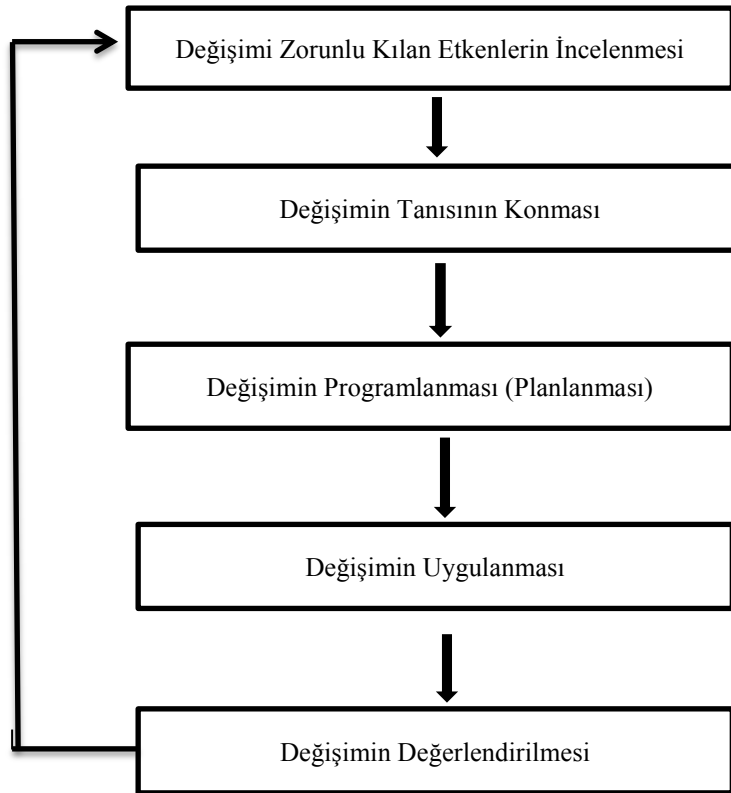 Değişimi Zorunlu Kılan Etkenlerin İncelenmesi
Değişimin Tanısının Konması
Değişimin Programlanması (Planlanması)
Değişimin Uygulanması
Değişimin Değerlendirilmesi